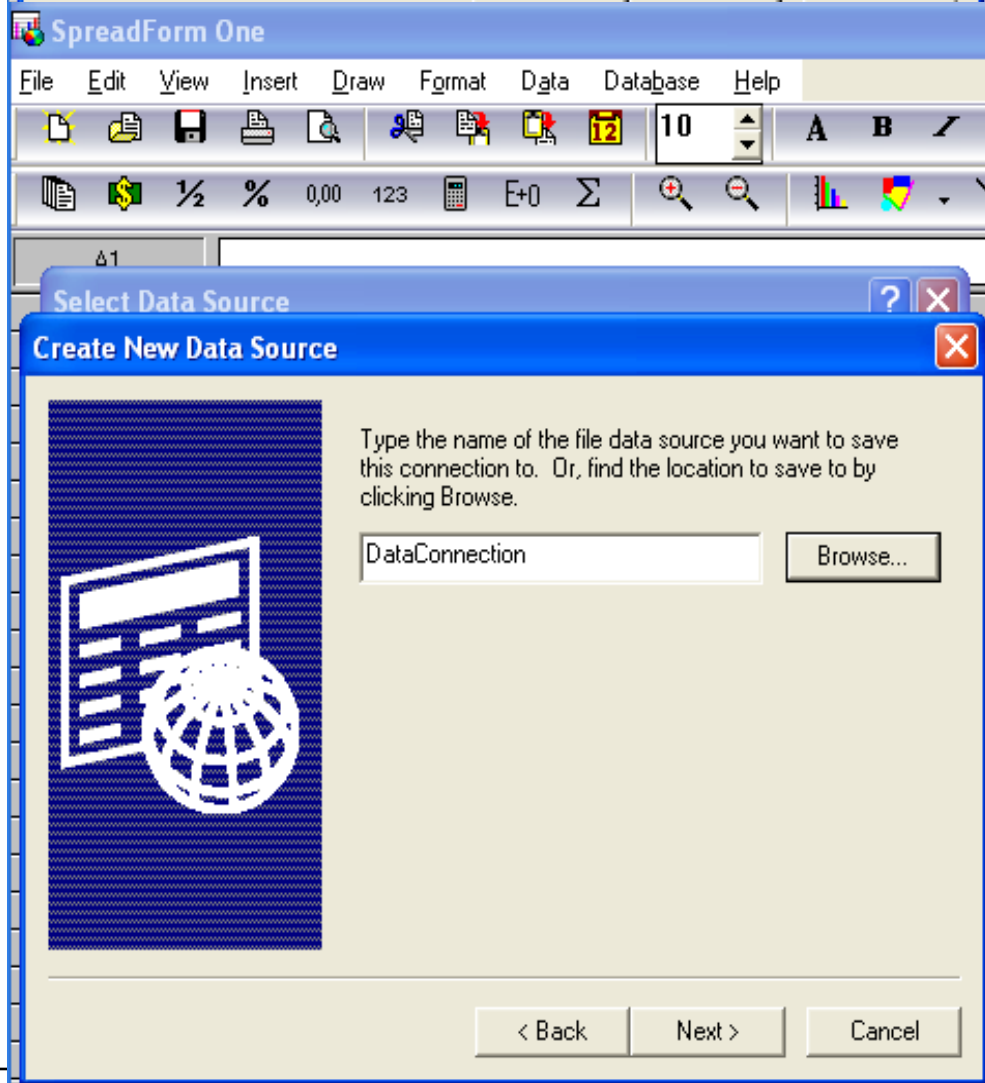 SpreadForm One
File Edit View Insert Draw Format Data Database Help
12 10 A B I
$ ½ % 0,00 123 E+0 Σ
A1
Select Data Source ?
Create New Data Source
Type the name of the file data source you want to save
this connection to. Or, find the location to save to by
clicking Browse.
DataConnection Browse...
< Back Next > Cancel